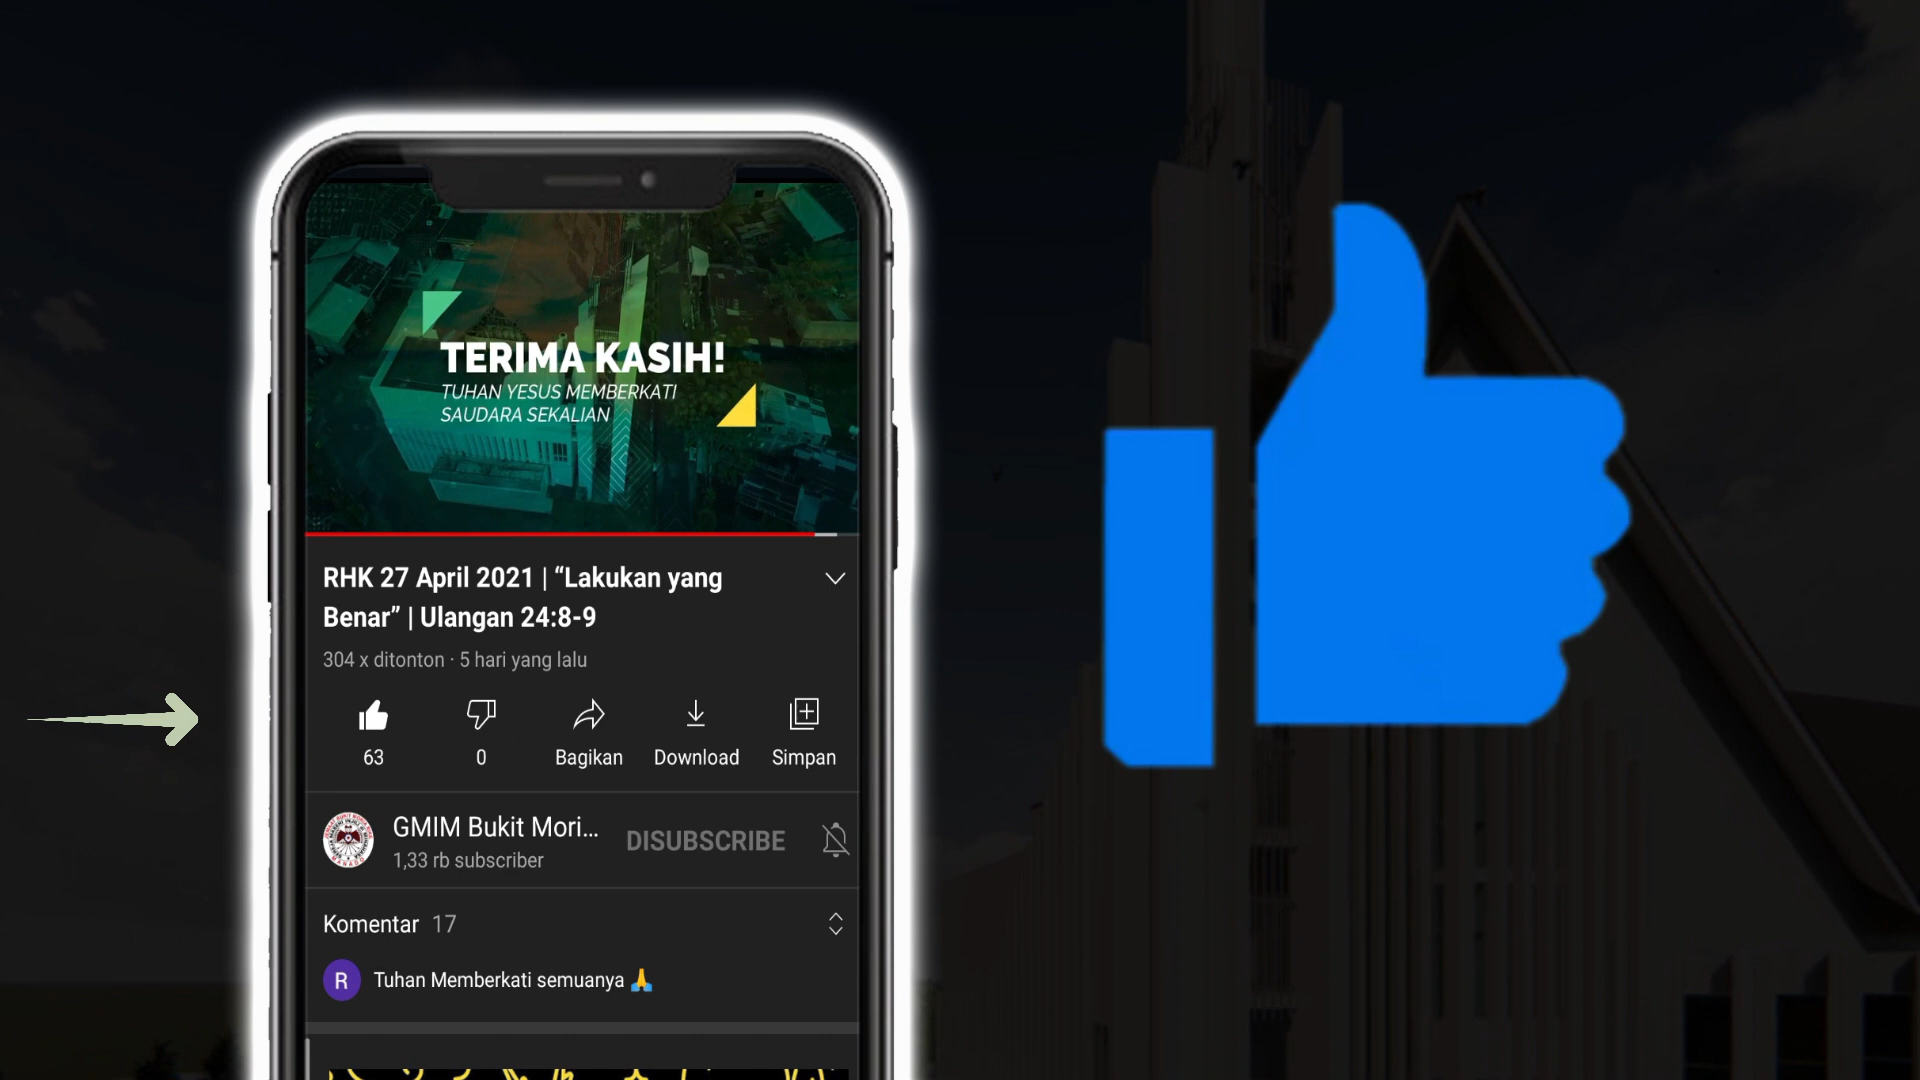 TERIMA KASIH!
TUHAN YESUS MEMBERKATI
SAUDARA SEKALIAN
RHK 27 April 2021 | “Lakukan yang
Benar” | Ulangan 24:8-9
304 x ditonton · 5 hari yang lalu
63
0
Bagikan
Download
Simpan
GMIM Bukit Mori...
DISUBSCRIBE
1,33 rb subscriber
Komentar 17
R
Tuhan Memberkati semuanya 🙏